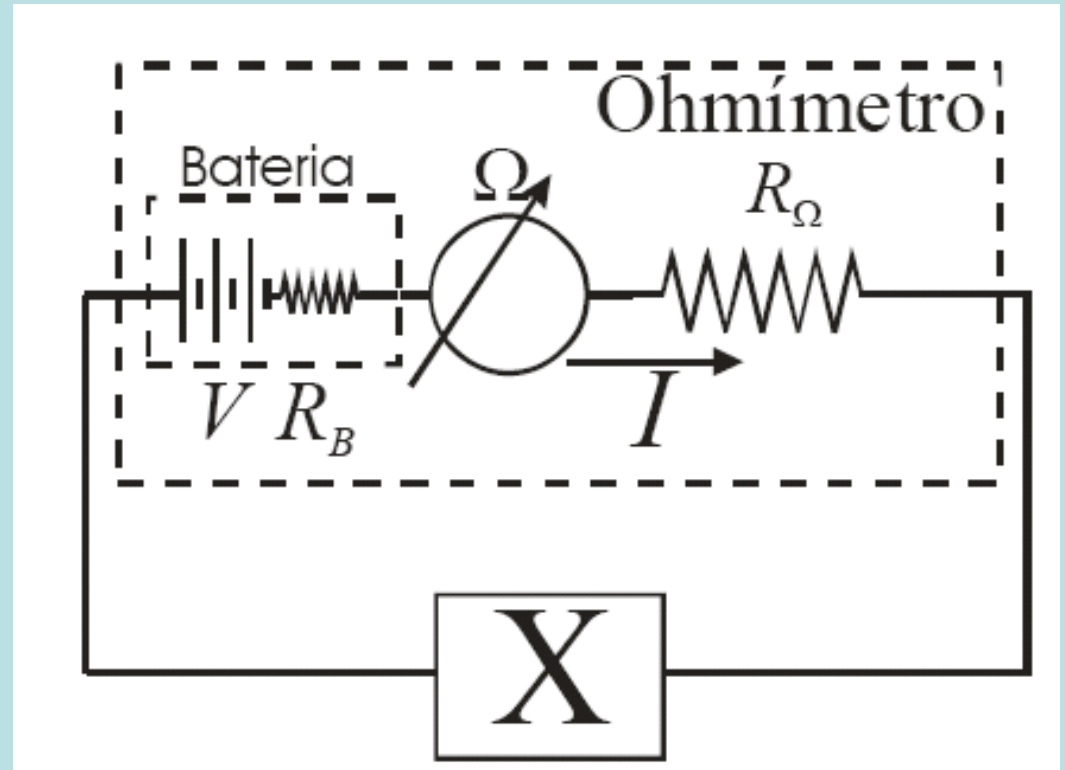 Ohmímetro
Bateria
Ω
R_Ω
V R_B
I
X